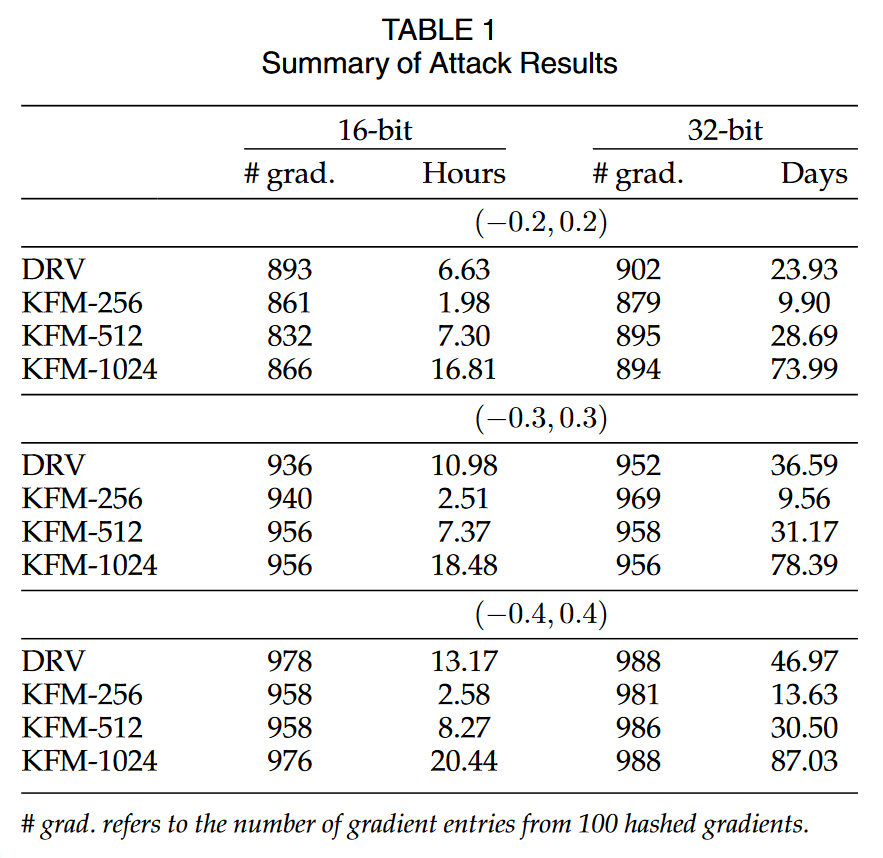 TABLE 1
Summary of Attack Results
16-bit 32-bit
# grad. Hours # grad. Days
(−0.2, 0.2)
DRV 893 6.63 902 23.93
KFM-256 861 1.98 879 9.90
KFM-512 832 7.30 895 28.69
KFM-1024 866 16.81 894 73.99
(−0.3, 0.3)
DRV 936 10.98 952 36.59
KFM-256 940 2.51 969 9.56
KFM-512 956 7.37 958 31.17
KFM-1024 956 18.48 956 78.39
(−0.4, 0.4)
DRV 978 13.17 988 46.97
KFM-256 958 2.58 981 13.63
KFM-512 958 8.27 986 30.50
KFM-1024 976 20.44 988 87.03
# grad. refers to the number of gradient entries from 100 hashed gradients.